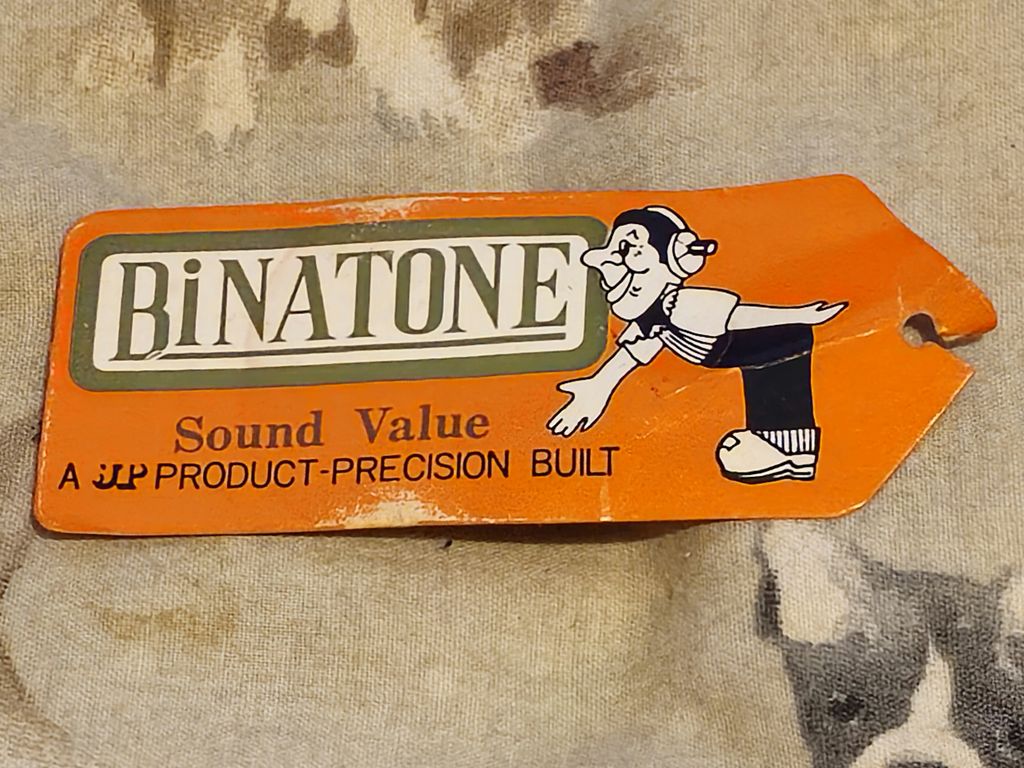 BiNATONE
Sound Value
A JLP PRODUCT-PRECISION BUILT